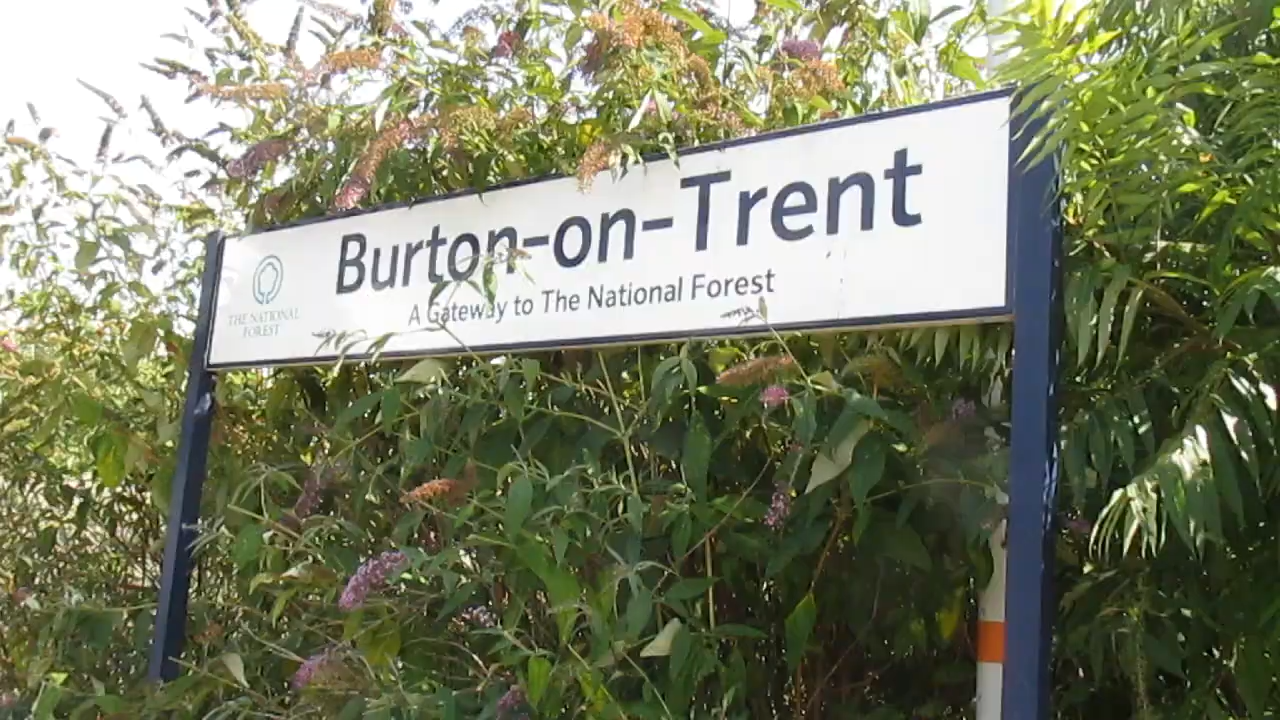 Burton-on-Trent
A Gateway to The National Forest
THE NATIONAL
FOREST